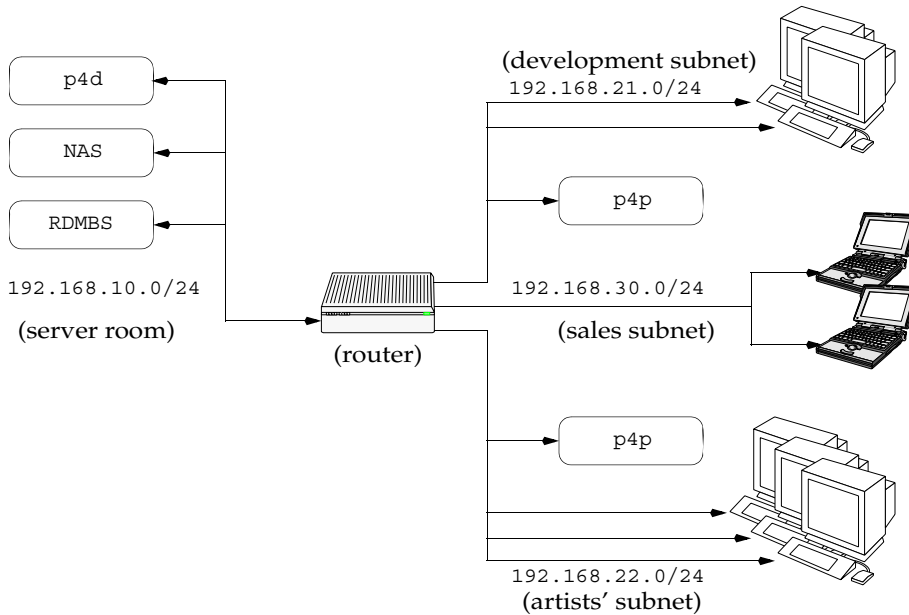 p4d
NAS
RDMBS
192.168.10.0/24
(server room)
(router)
(development subnet)
192.168.21.0/24
p4p
192.168.30.0/24
(sales subnet)
p4p
192.168.22.0/24
(artists' subnet)